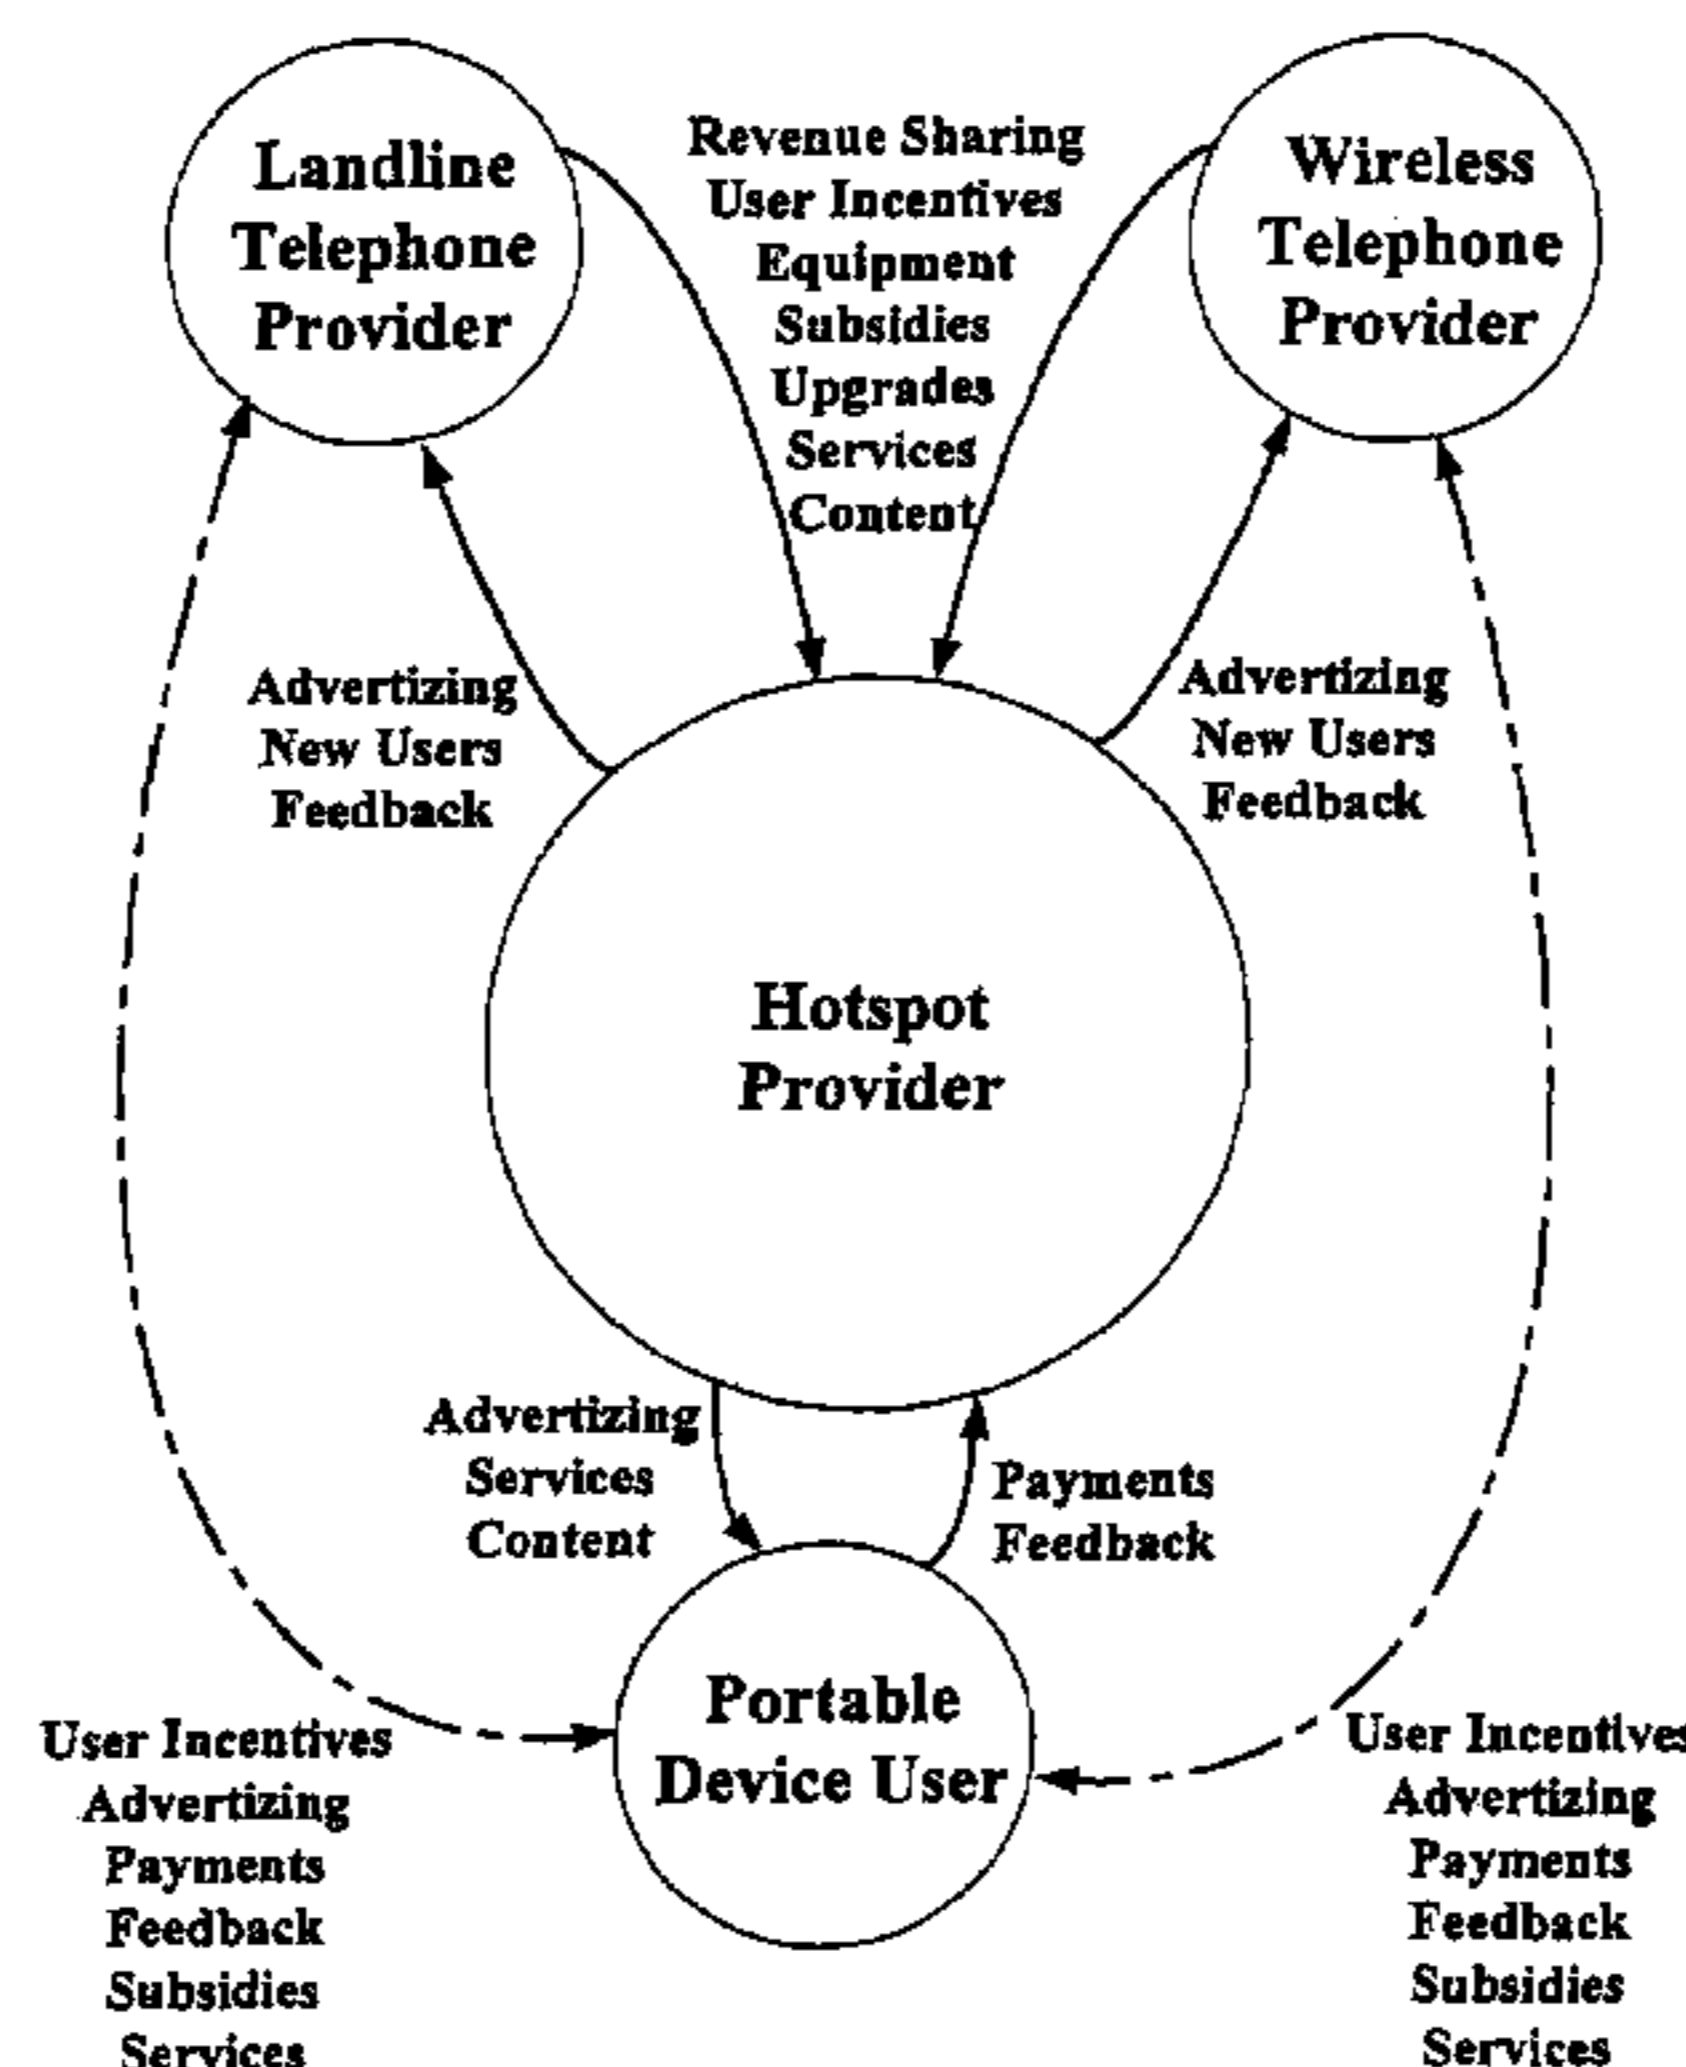 Landline
Telephone
Provider
Revenue Sharing
User Incentives
Equipment
Subsidies
Upgrades
Services
Content
Wireless
Telephone
Provider
Advertizing
New Users
Feedback
Advertizing
New Users
Feedback
Hotspot
Provider
Advertizing
Services
Content
Payments
Feedback
Portable
Device User
User Incentives
Advertizing
Payments
Feedback
Subsidies
Services
User Incentives
Advertizing
Payments
Feedback
Subsidies
Services